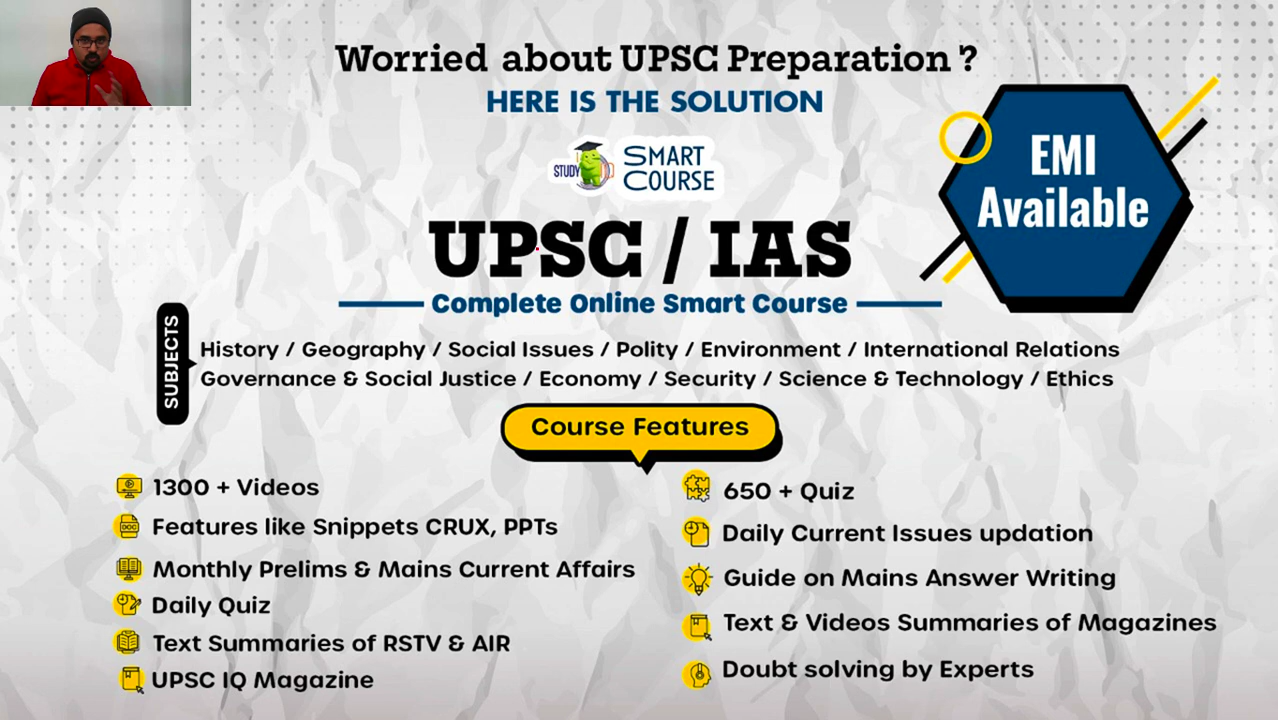 Worried about UPSC Preparation ?
HERE IS THE SOLUTION
STUDY
SMART
COURSE
EMI
Available
UPSC / IAS
Complete Online Smart Course
SUBJECTS
History / Geography / Social Issues / Polity / Environment / International Relations
Governance & Social Justice / Economy / Security / Science & Technology / Ethics
Course Features
1300 + Videos
Features like Snippets CRUX, PPTs
DOC
Monthly Prelims & Mains Current Affairs
Daily Quiz
Text Summaries of RSTV & AIR
UPSC IQ Magazine
650 + Quiz
Daily Current Issues updation
Guide on Mains Answer Writing
Text & Videos Summaries of Magazines
Doubt solving by Experts